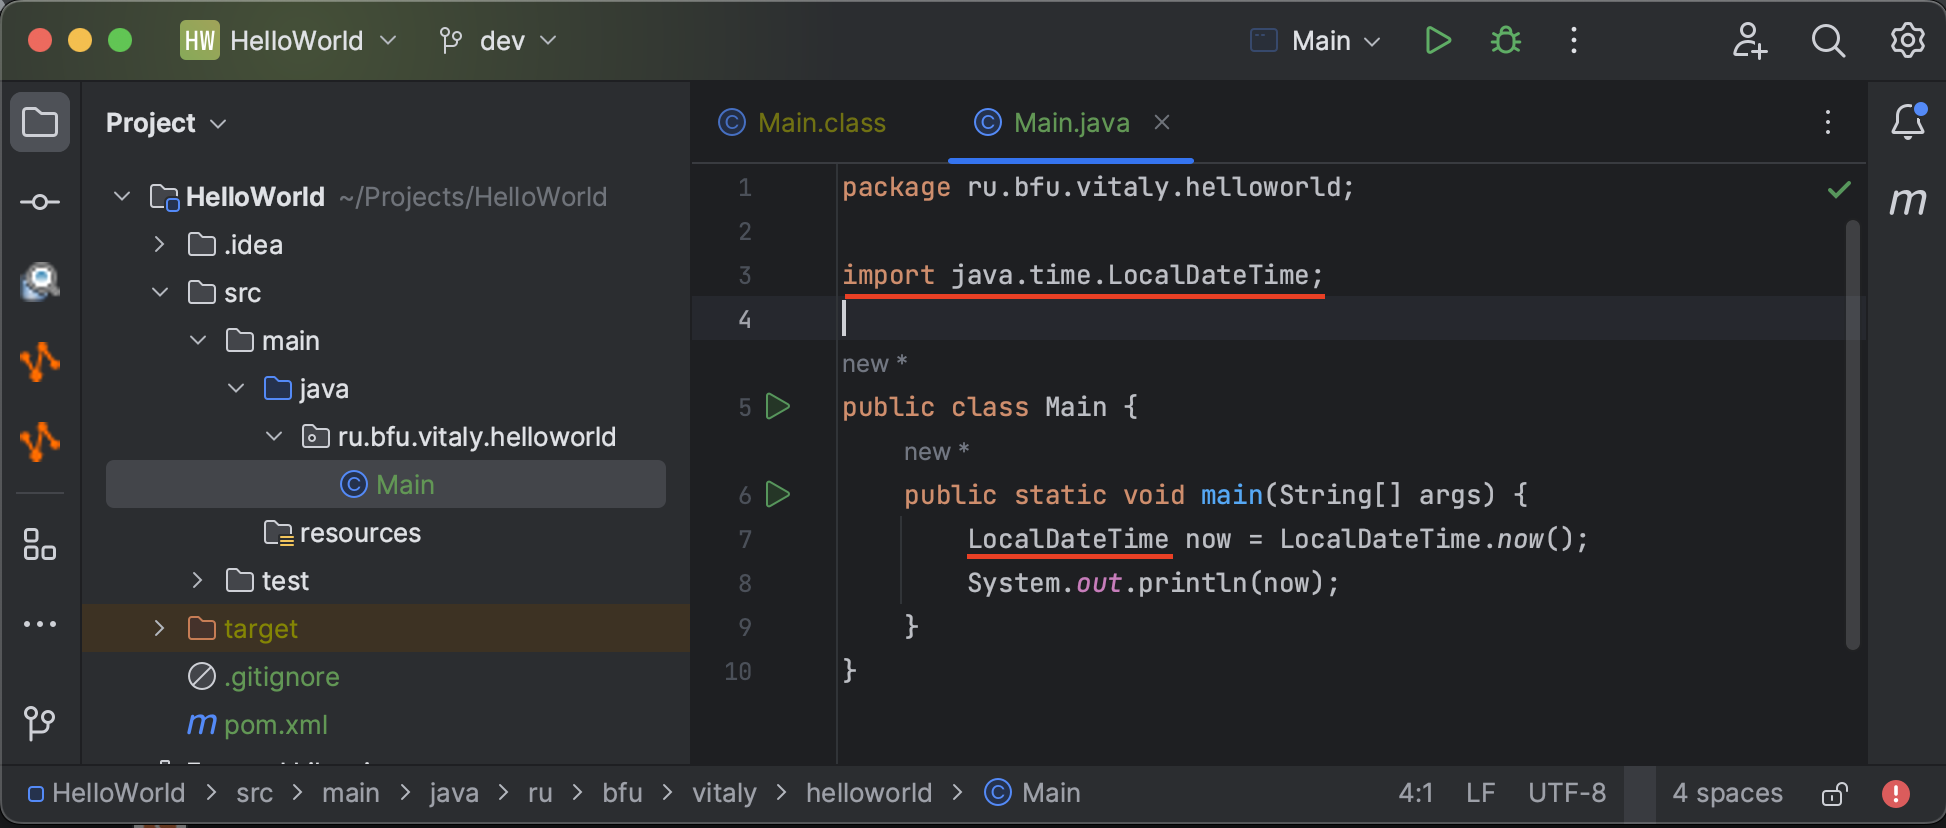 HW HelloWorld dev Main
Project
HelloWorld ~/Projects/HelloWorld
.idea
src
main
java
ru.bfu.vitaly.helloworld
Main
resources
test
target
.gitignore
m pom.xml
Main.class Main.java
1 package ru.bfu.vitaly.helloworld;
2
3 import java.time.LocalDateTime;
4
new *
5 public class Main {
new *
6 public static void main(String[] args) {
7 LocalDateTime now = LocalDateTime.now();
8 System.out.println(now);
9 }
10 }
m
HelloWorld > src > main > java > ru > bfu > vitaly > helloworld > Main 4:1 LF UTF-8 4 spaces